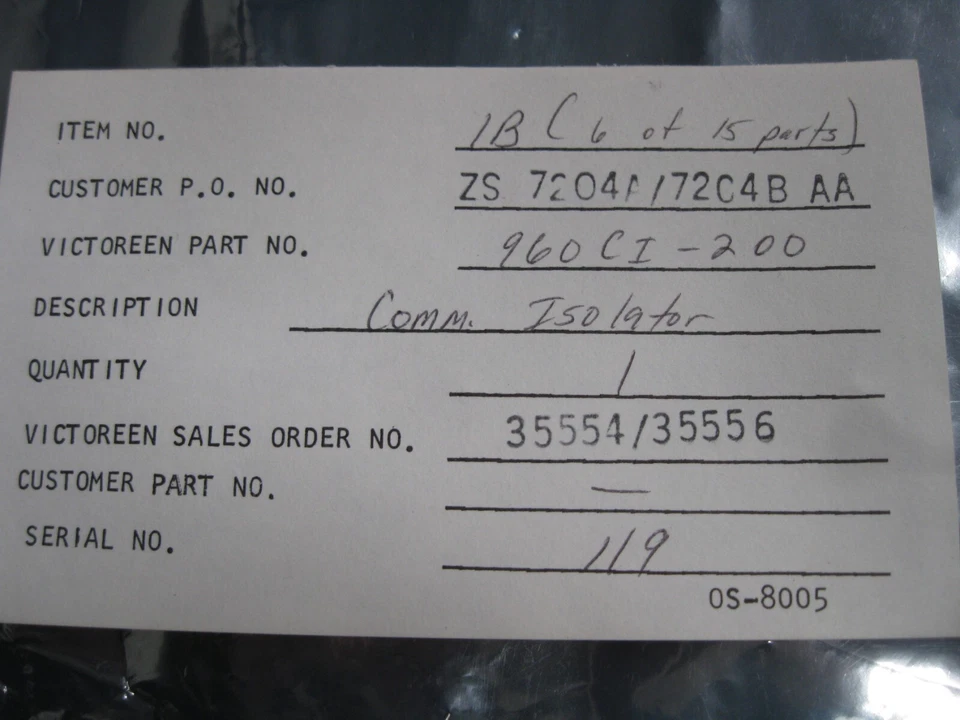 ITEM NO. 1B (6 of 15 parts)
CUSTOMER P.O. NO. ZS 7204A/7204B AA
VICTOREEN PART NO. 960CI-200
DESCRIPTION Comm. Isolator
QUANTITY 1
VICTOREEN SALES ORDER NO. 35554/35556
CUSTOMER PART NO. —
SERIAL NO. 119
OS-8005